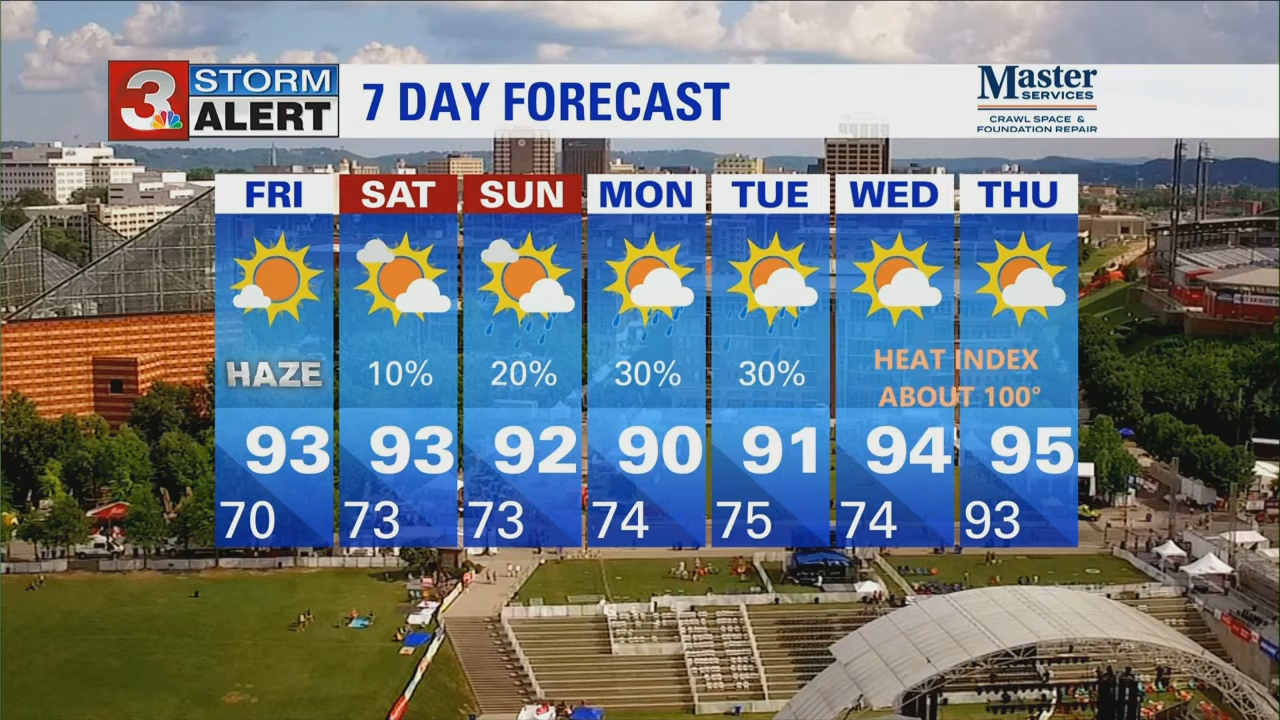 3 STORM ALERT
7 DAY FORECAST
Master
SERVICES
CRAWL SPACE &
FOUNDATION REPAIR
FRI SAT SUN MON TUE WED THU
HAZE 10% 20% 30% 30% HEAT INDEX
ABOUT 100°
93 93 92 90 91 94 95
70 73 73 74 75 74 93